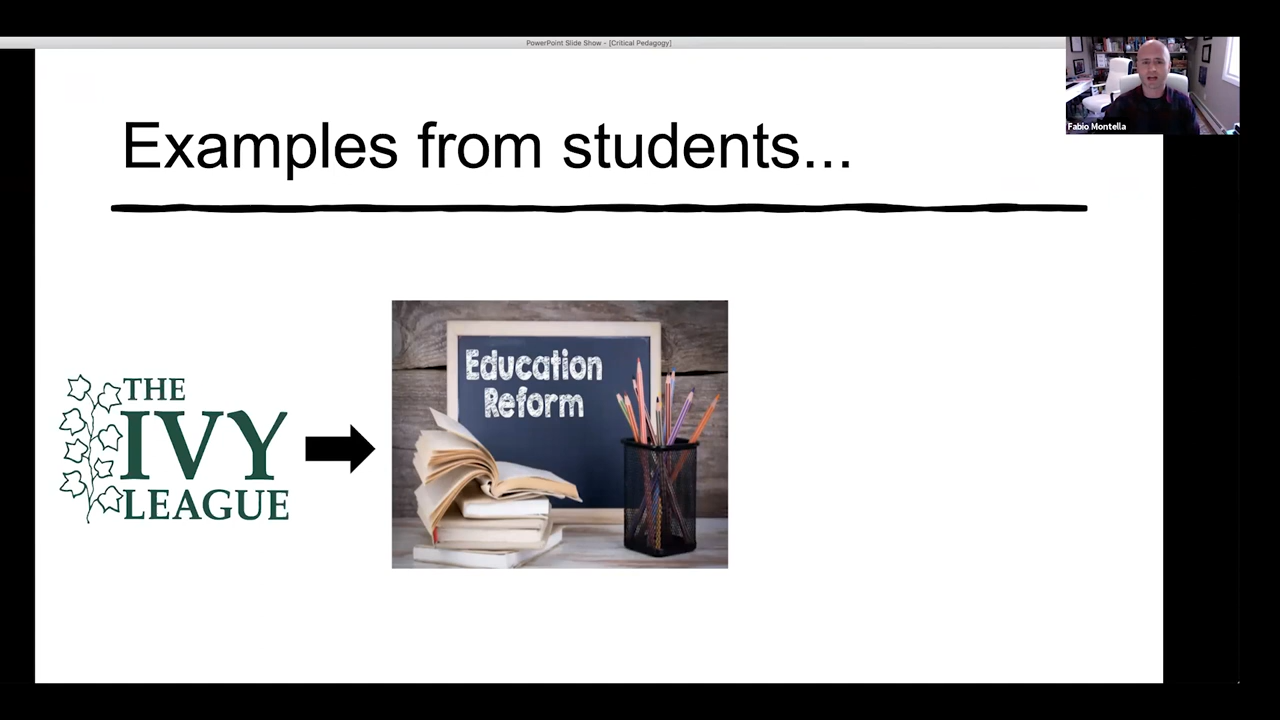 PowerPoint Slide Show - [Critical Pedagogy]
Fabio Montella
Examples from students...
Education
Reform
THE
IVY
LEAGUE